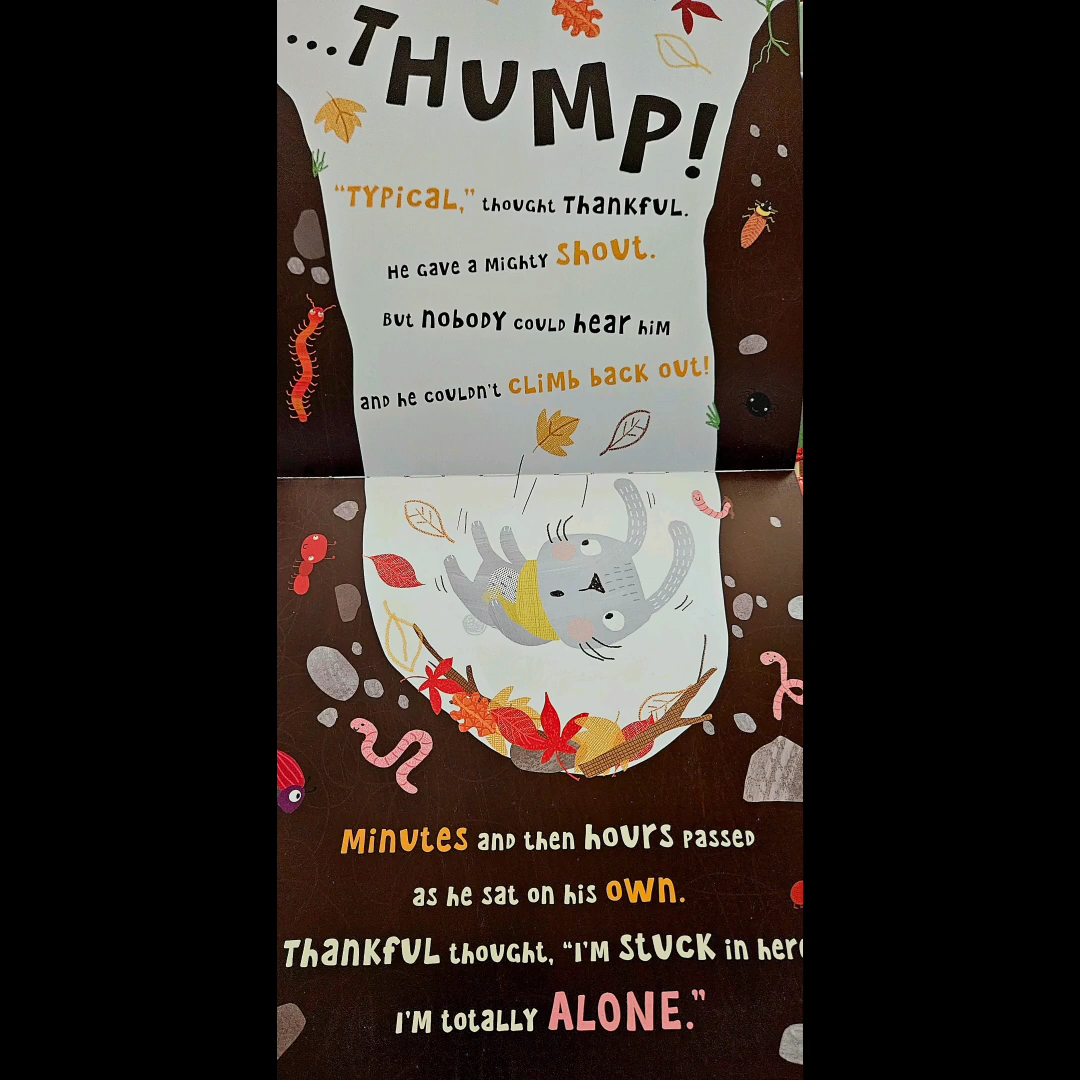 ...THUMP!
"TYPICAL," thought Thankful.
He gave a mighty shout.
But nobody could hear him
and he couldn't climb back out!
Minutes and then hours passed
as he sat on his own.
Thankful thought, "I'm stuck in here
I'm totally ALONE."